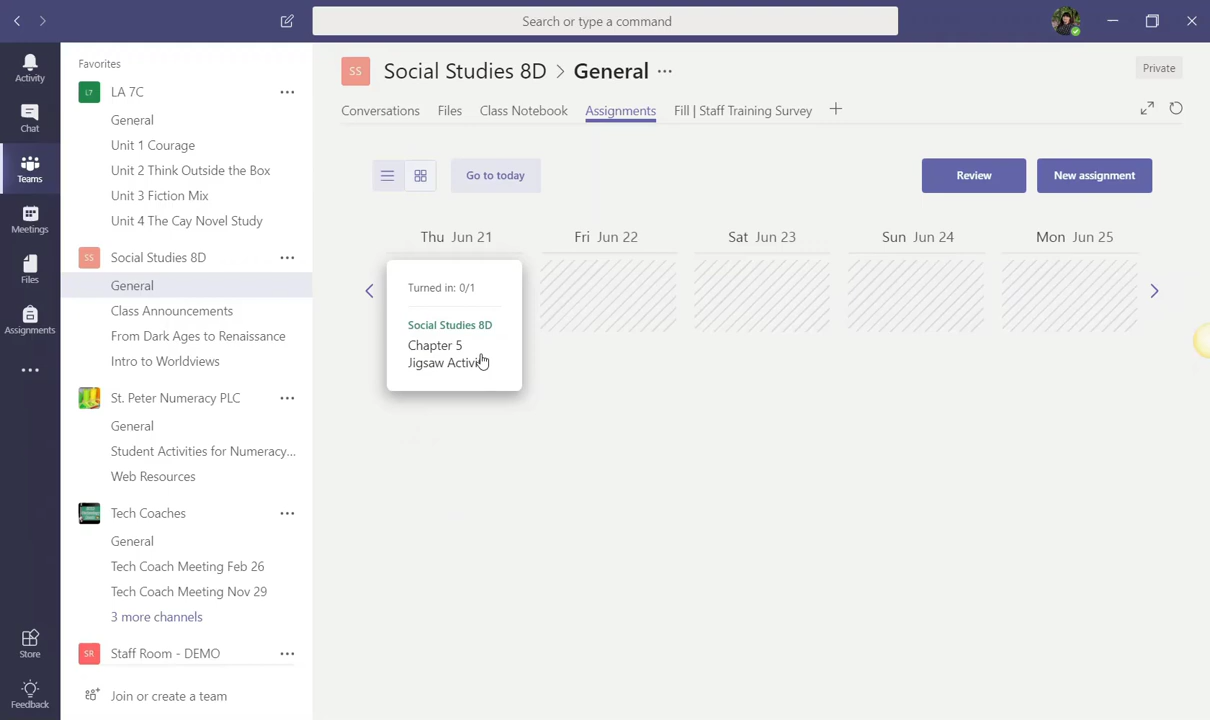 Search or type a command
Activity
Chat
Teams
Meetings
Files
Assignments
Store
Feedback
Favorites
L7 LA 7C
General
Unit 1 Courage
Unit 2 Think Outside the Box
Unit 3 Fiction Mix
Unit 4 The Cay Novel Study
SS Social Studies 8D
General
Class Announcements
From Dark Ages to Renaissance
Intro to Worldviews
St. Peter Numeracy PLC
General
Student Activities for Numeracy...
Web Resources
Tech Coaches
General
Tech Coach Meeting Feb 26
Tech Coach Meeting Nov 29
3 more channels
SR Staff Room - DEMO
Join or create a team
SS Social Studies 8D > General ...
Private
Conversations Files Class Notebook Assignments Fill | Staff Training Survey +
Go to today
Review New assignment
Thu Jun 21 Fri Jun 22 Sat Jun 23 Sun Jun 24 Mon Jun 25
Turned in: 0/1
Social Studies 8D
Chapter 5
Jigsaw